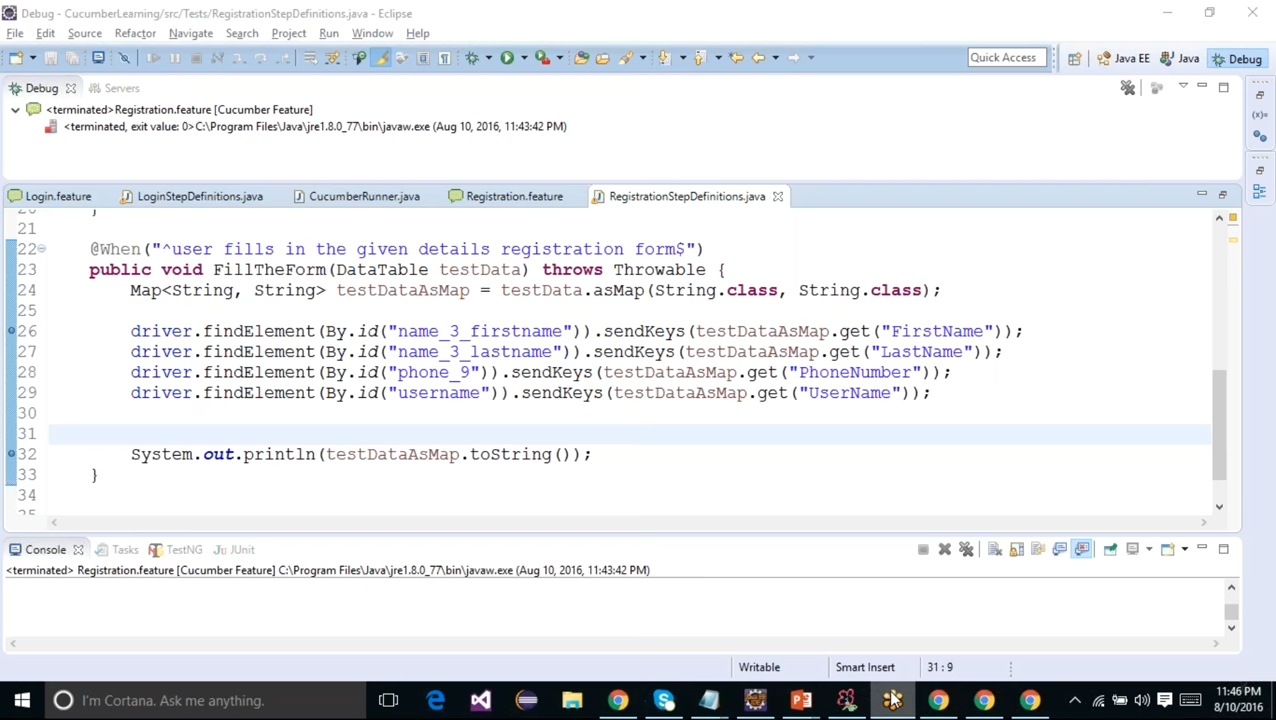 Debug - CucumberLearning/src/Tests/RegistrationStepDefinitions.java - Eclipse
File Edit Source Refactor Navigate Search Project Run Window Help
Quick Access Java EE Java Debug
Debug Servers
<terminated>Registration.feature [Cucumber Feature]
<terminated, exit value: 0>C:\Program Files\Java\jre1.8.0_77\bin\javaw.exe (Aug 10, 2016, 11:43:42 PM)
(x)=
Login.feature LoginStepDefinitions.java CucumberRunner.java Registration.feature RegistrationStepDefinitions.java
20 }
21
22 @When("^user fills in the given details registration form$")
23 public void FillTheForm(DataTable testData) throws Throwable {
24 Map<String, String> testDataAsMap = testData.asMap(String.class, String.class);
25
26 driver.findElement(By.id("name_3_firstname")).sendKeys(testDataAsMap.get("FirstName"));
27 driver.findElement(By.id("name_3_lastname")).sendKeys(testDataAsMap.get("LastName"));
28 driver.findElement(By.id("phone_9")).sendKeys(testDataAsMap.get("PhoneNumber"));
29 driver.findElement(By.id("username")).sendKeys(testDataAsMap.get("UserName"));
30
31
32 System.out.println(testDataAsMap.toString());
33 }
34
35
Console Tasks TestNG JUnit
<terminated> Registration.feature [Cucumber Feature] C:\Program Files\Java\jre1.8.0_77\bin\javaw.exe (Aug 10, 2016, 11:43:42 PM)
Writable Smart Insert 31 : 9
I'm Cortana. Ask me anything.
11:46 PM
8/10/2016